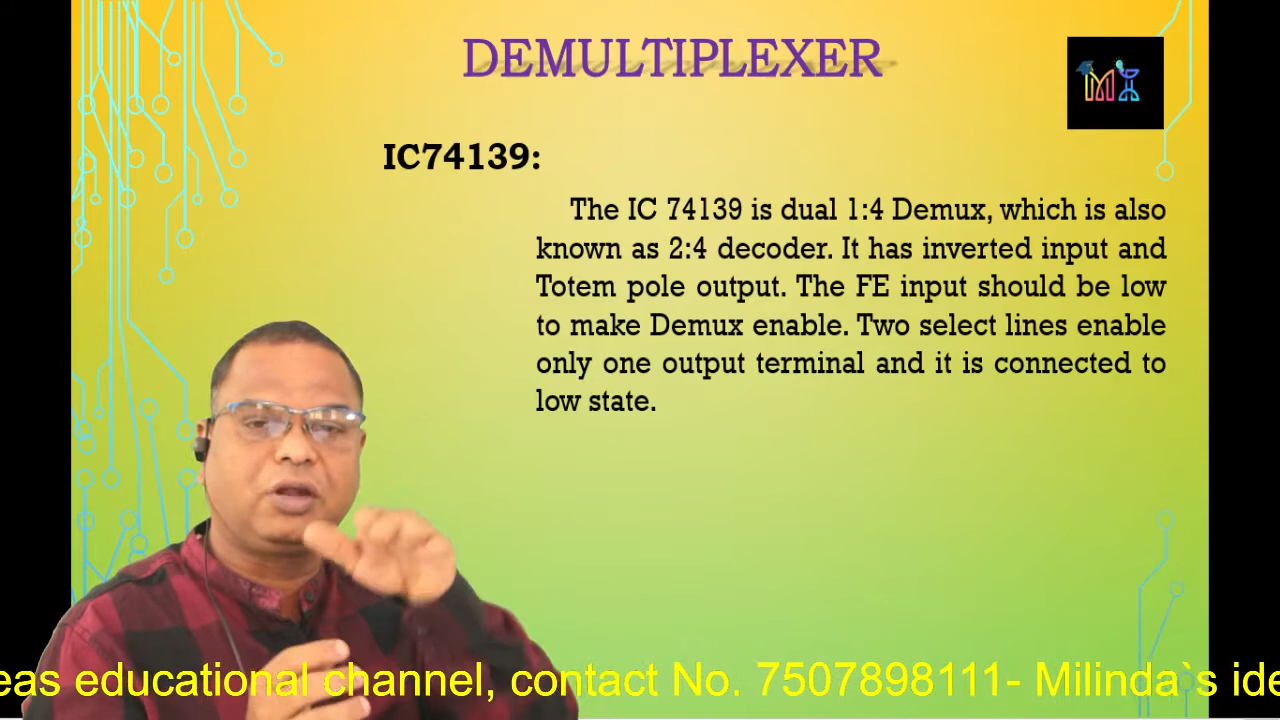 DEMULTIPLEXER
MI
IC74139:
The IC 74139 is dual 1:4 Demux, which is also
known as 2:4 decoder. It has inverted input and
Totem pole output. The FE input should be low
to make Demux enable. Two select lines enable
only one output terminal and it is connected to
low state.
eas educational channel, contact No. 7507898111- Milinda`s ide